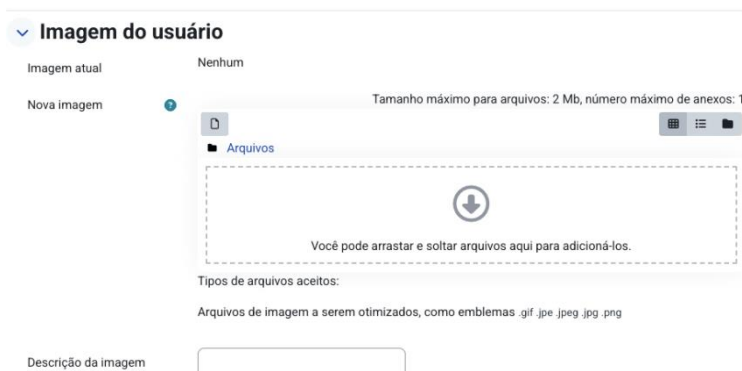 Imagem do usuário
Imagem atual
Nenhum
Nova imagem
Tamanho máximo para arquivos: 2 Mb, número máximo de anexos: 1
Arquivos
Você pode arrastar e soltar arquivos aqui para adicioná-los.
Tipos de arquivos aceitos:
Arquivos de imagem a serem otimizados, como emblemas .gif .jpe .jpeg .jpg .png
Descrição da imagem